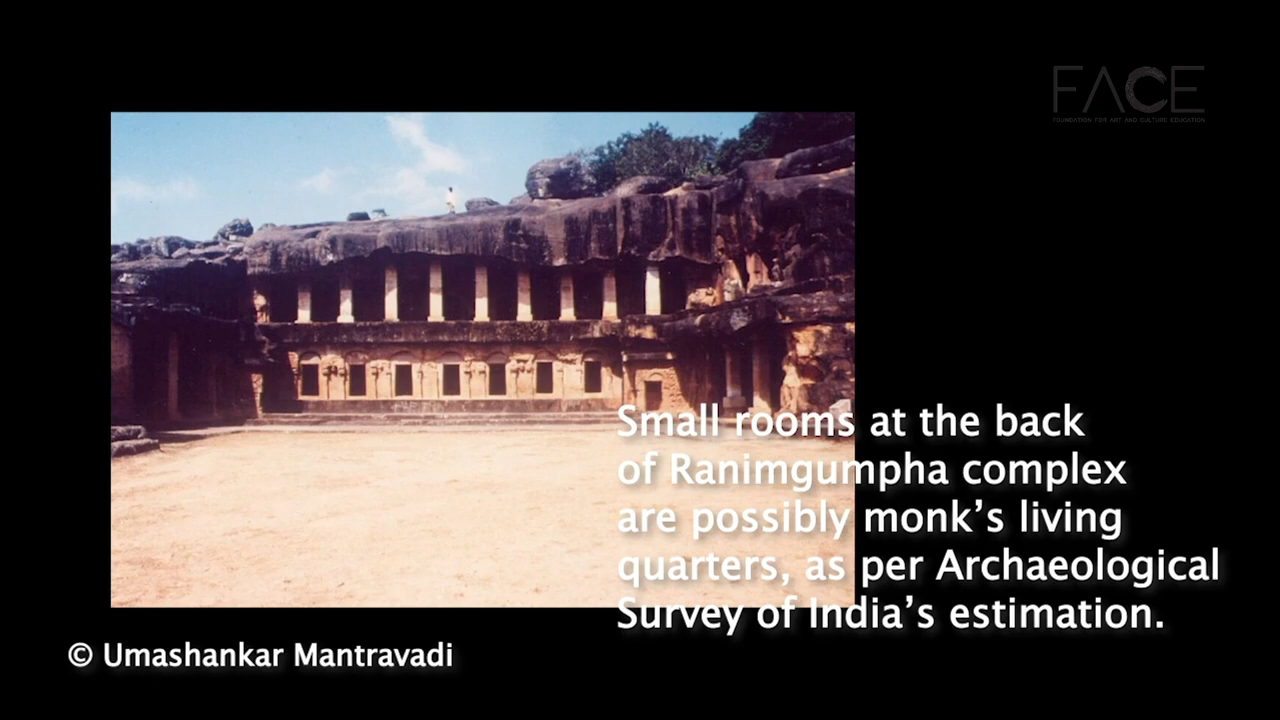 FACE
FOUNDATION FOR ART AND CULTURE EDUCATION
Small rooms at the back
of Ranimgumpha complex
are possibly monk’s living
quarters, as per Archaeological
Survey of India’s estimation.
© Umashankar Mantravadi